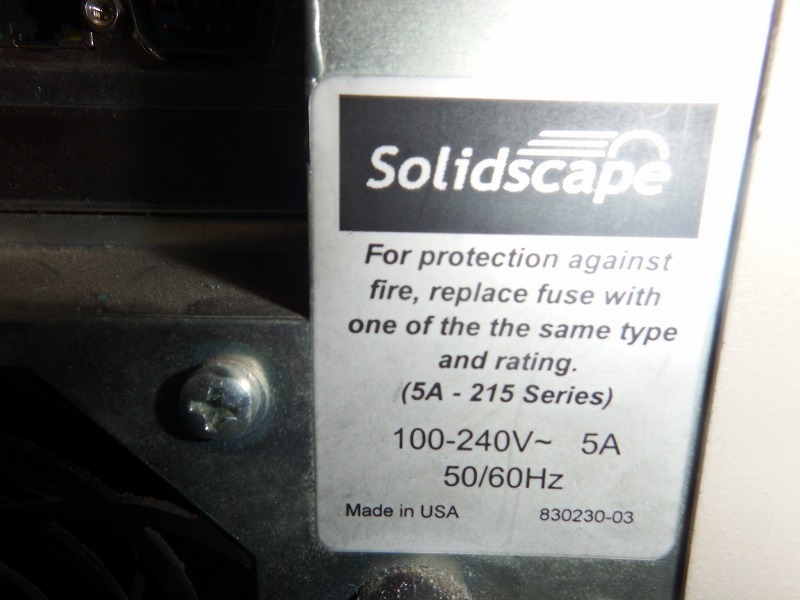 Solidscape
For protection against
fire, replace fuse with
one of the the same type
and rating.
(5A - 215 Series)
100-240V~ 5A
50/60Hz
Made in USA 830230-03